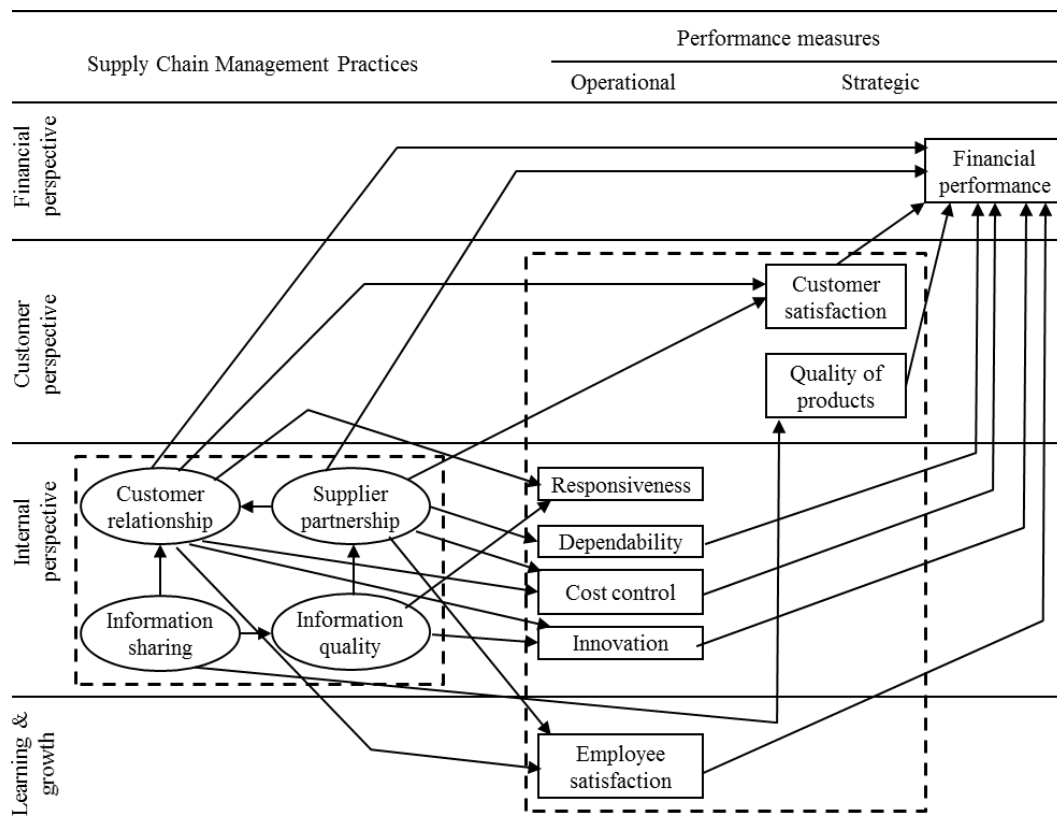 Performance measures
Supply Chain Management Practices
Operational
Strategic
Financial
perspective
Financial
performance
Customer
perspective
Customer
satisfaction
Quality of
products
Internal
perspective
Customer
relationship
Supplier
partnership
Responsiveness
Dependability
Cost control
Information
sharing
Information
quality
Innovation
Learning &
growth
Employee
satisfaction